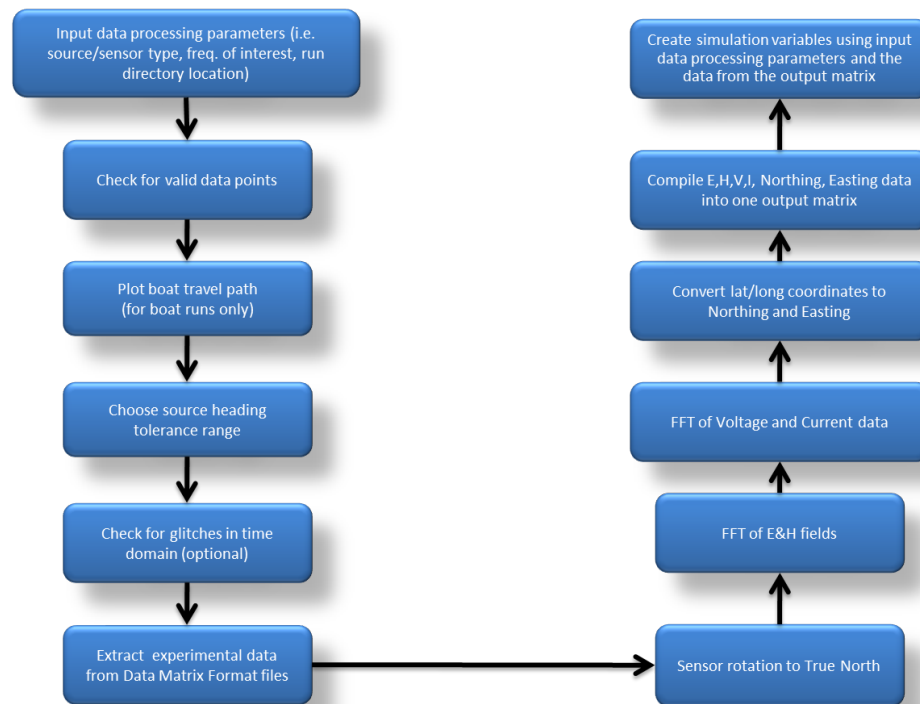 Input data processing parameters (i.e.
source/sensor type, freq. of interest, run
directory location)
Check for valid data points
Plot boat travel path
(for boat runs only)
Choose source heading
tolerance range
Check for glitches in time
domain (optional)
Extract experimental data
from Data Matrix Format files
Sensor rotation to True North
FFT of E&H fields
FFT of Voltage and Current data
Convert lat/long coordinates to
Northing and Easting
Compile E,H,V,I, Northing, Easting data
into one output matrix
Create simulation variables using input
data processing parameters and the
data from the output matrix